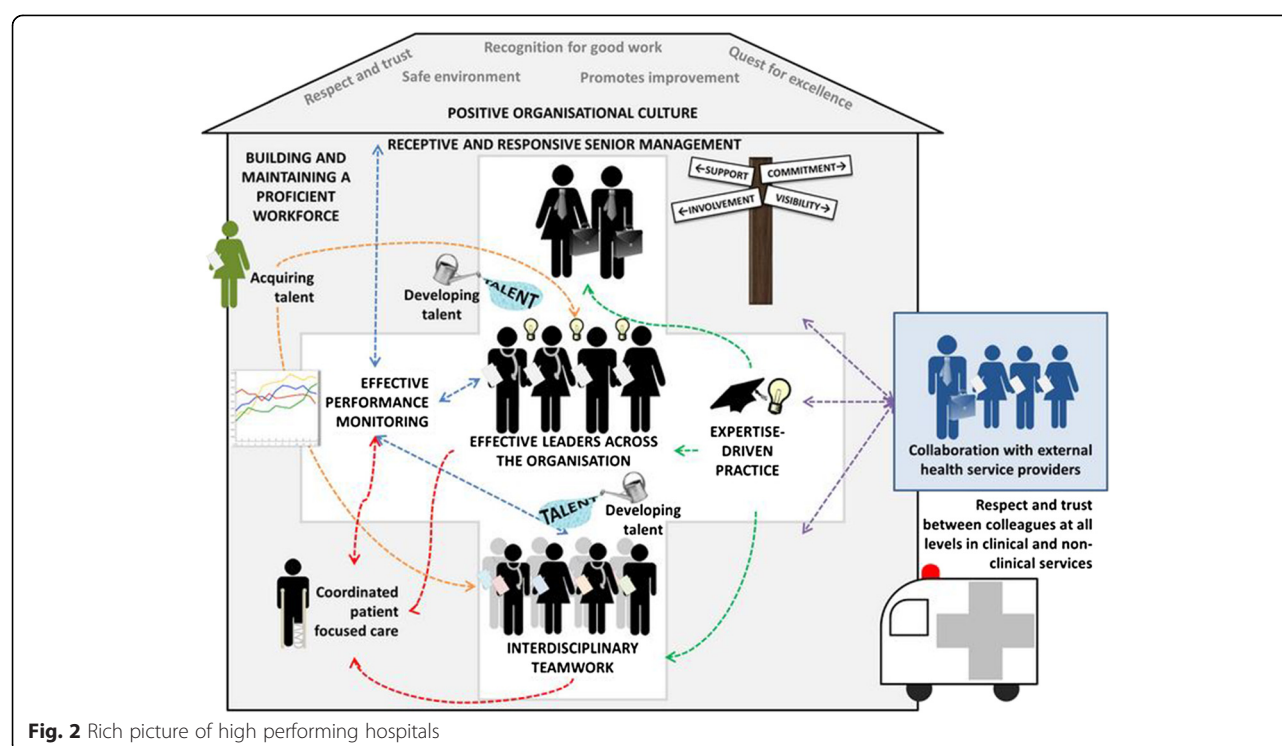 Recognition for good work
Respect and trust
Quest for excellence
Safe environment
Promotes improvement
POSITIVE ORGANISATIONAL CULTURE
RECEPTIVE AND RESPONSIVE SENIOR MANAGEMENT
BUILDING AND
MAINTAINING A
PROFICIENT
WORKFORCE
←SUPPORT
COMMITMENT→
←INVOLVEMENT
VISIBILITY→
Acquiring
talent
Developing
talent
TALENT
EFFECTIVE
PERFORMANCE
MONITORING
EFFECTIVE LEADERS ACROSS
THE ORGANISATION
EXPERTISE-
DRIVEN
PRACTICE
Collaboration with external
health service providers
TALENT
Developing
talent
Respect and trust
between colleagues at all
levels in clinical and non-
clinical services
Coordinated
patient
focused care
INTERDISCIPLINARY
TEAMWORK
Fig. 2 Rich picture of high performing hospitals